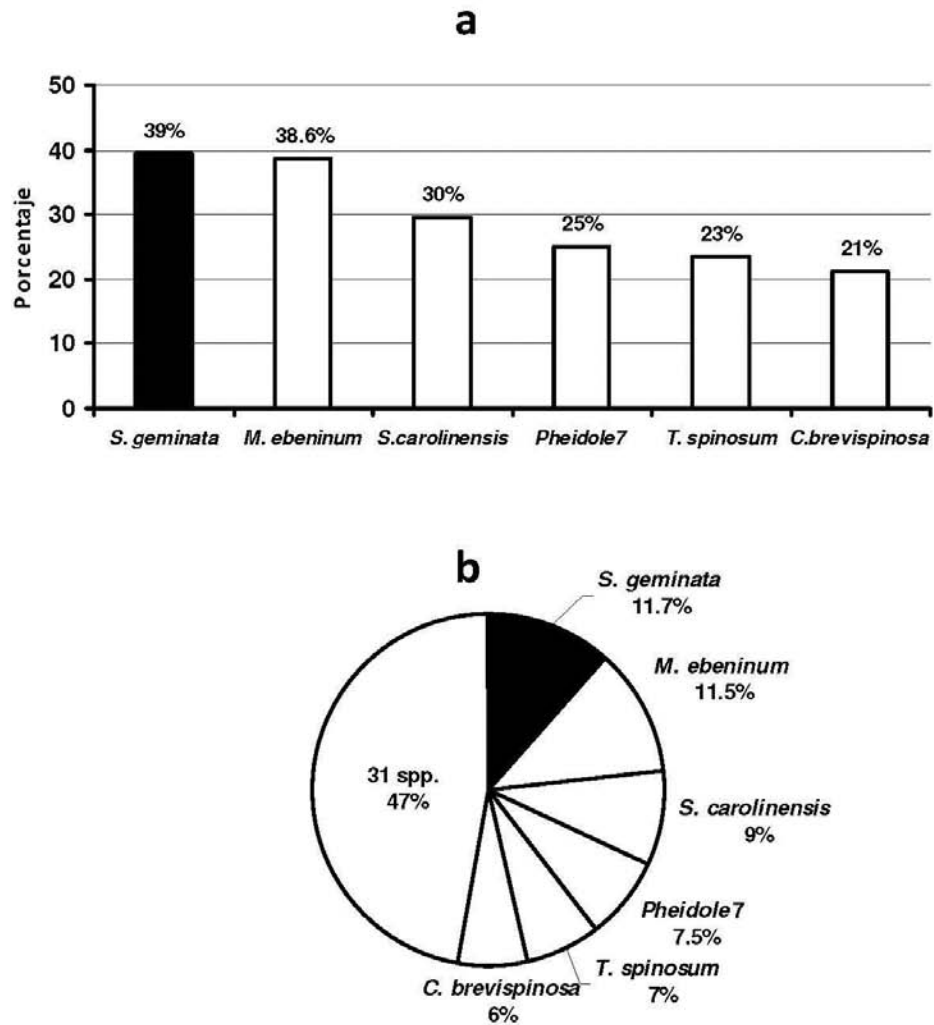 a
50
40
30
20
10
0
Porcentaje
39%
38.6%
30%
25%
23%
21%
S. geminata
M. ebeninum
S.carolinensis
Pheidole7
T. spinosum
C.brevispinosa
b
S. geminata
11.7%
M. ebeninum
11.5%
S. carolinensis
9%
Pheidole7
7.5%
T. spinosum
7%
C. brevispinosa
6%
31 spp.
47%